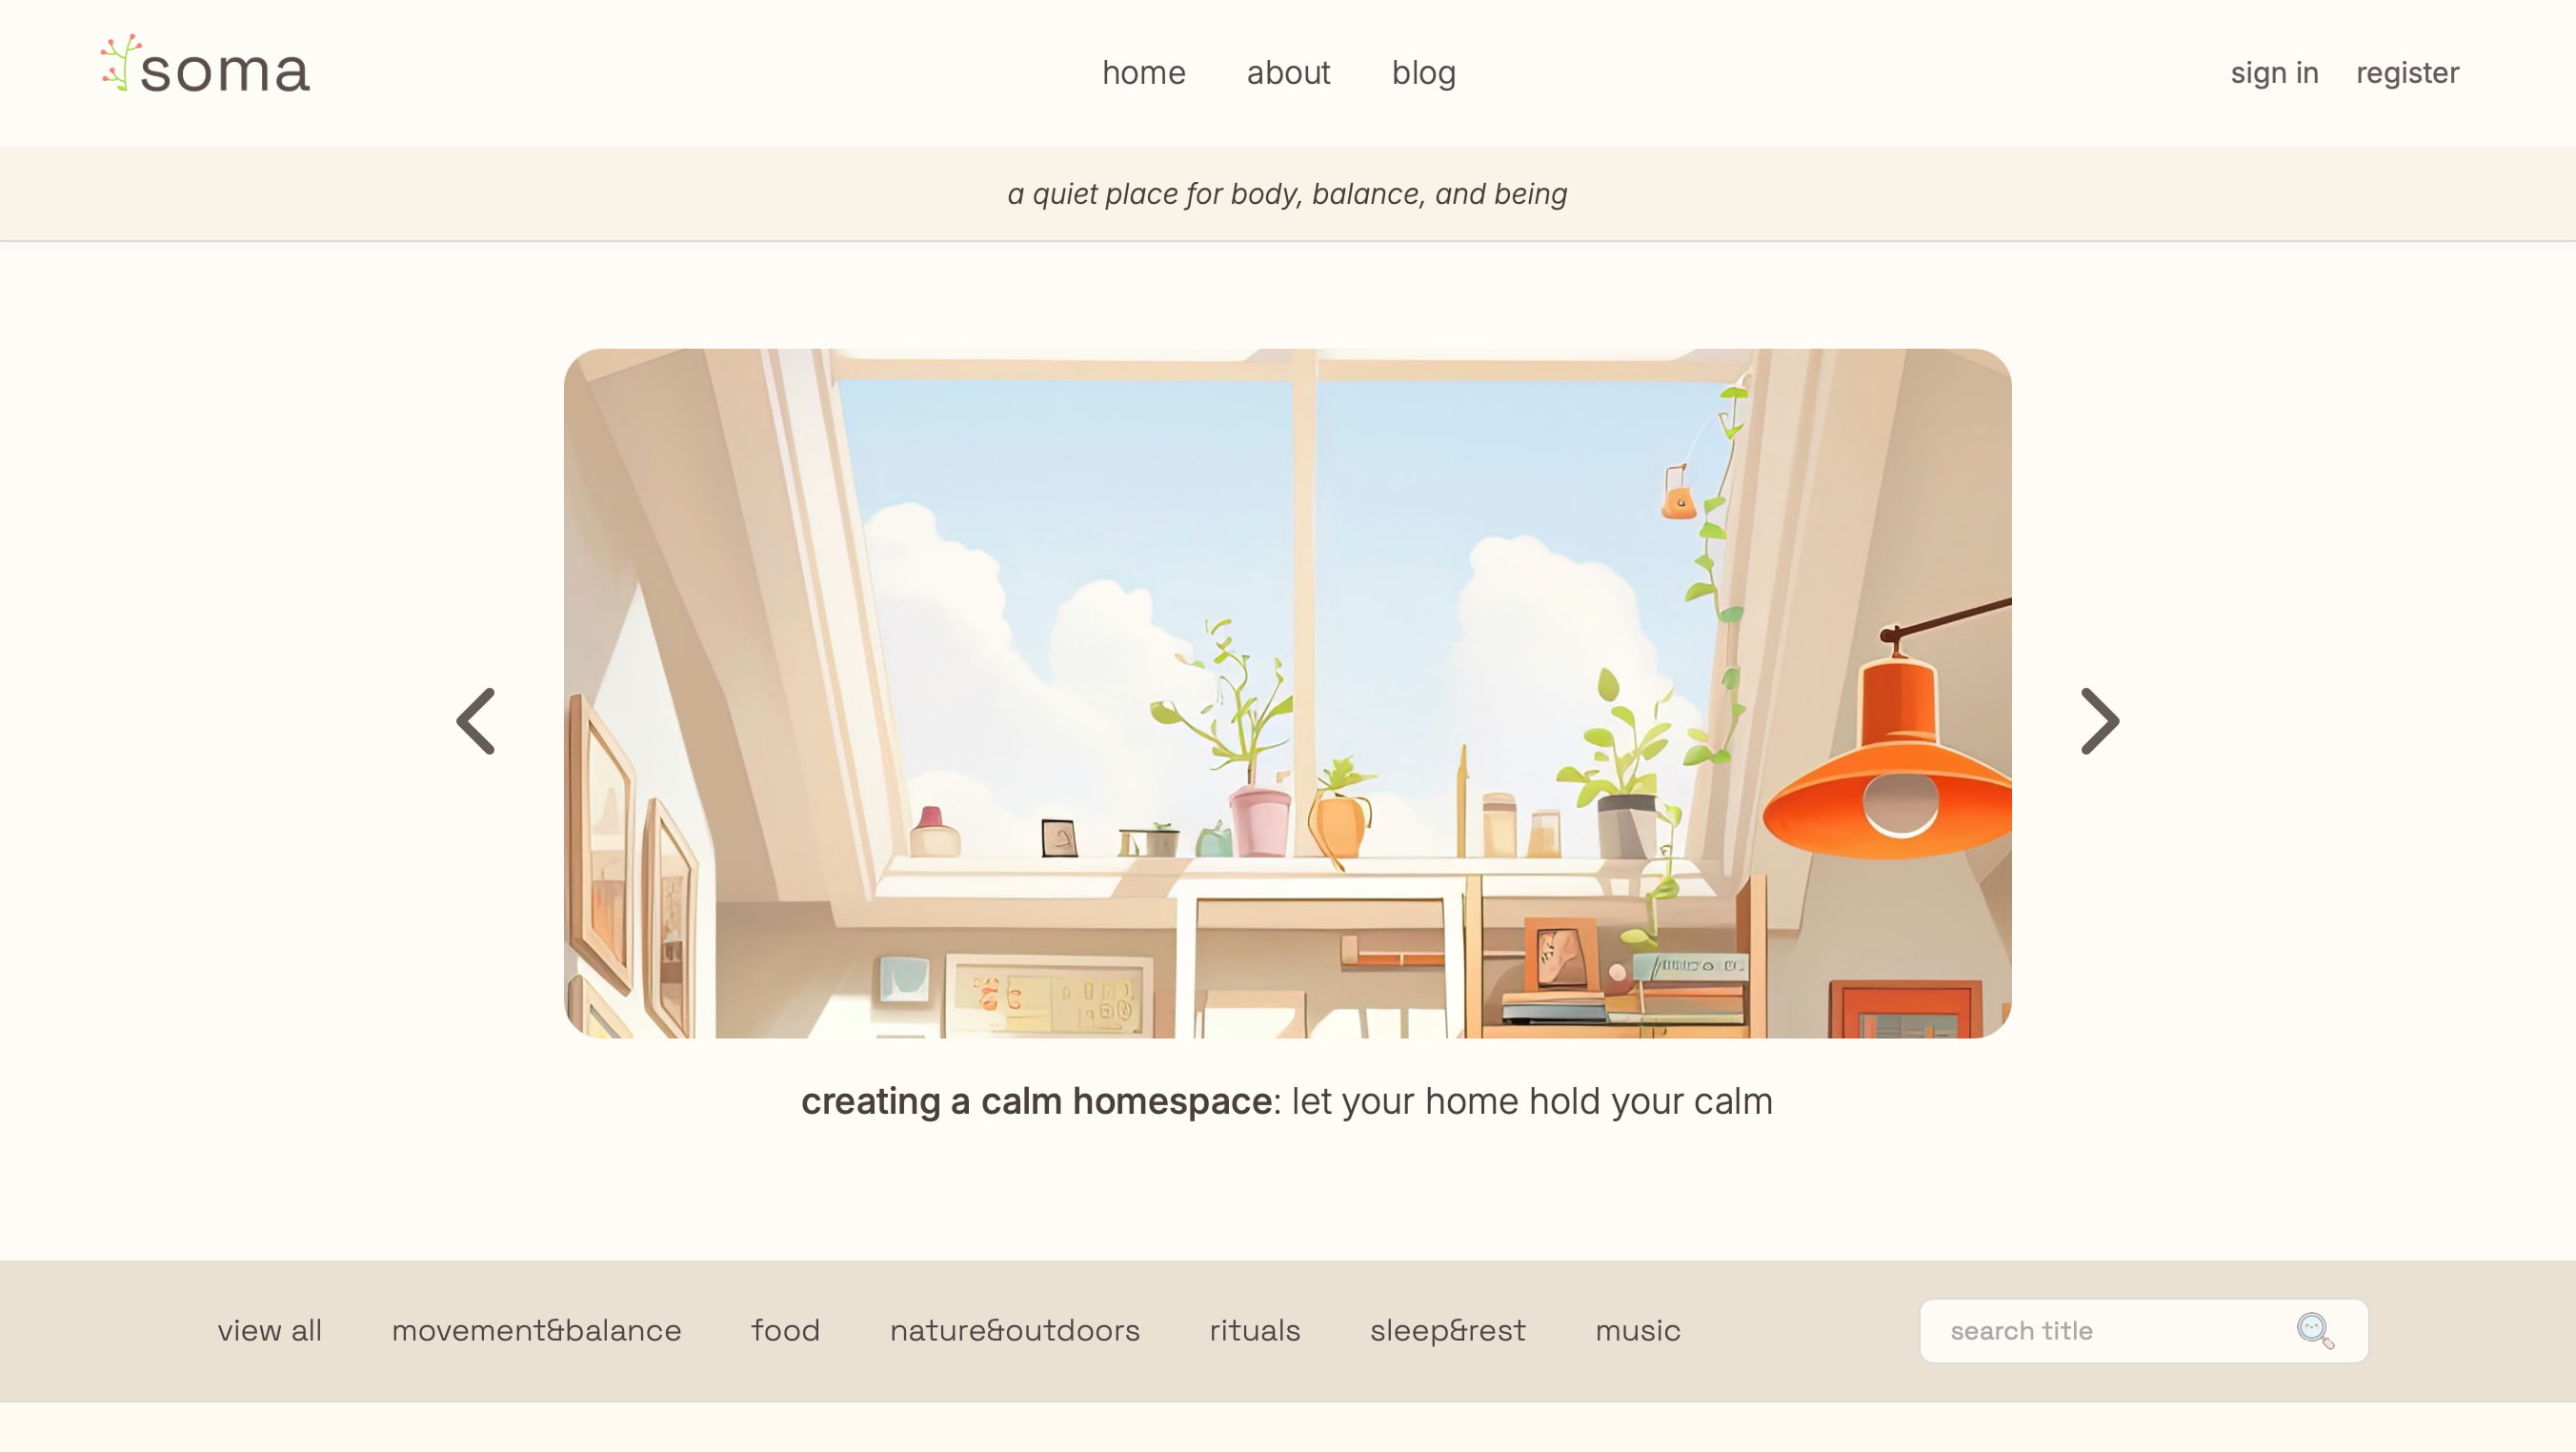 soma
home about blog
sign in register
a quiet place for body, balance, and being
creating a calm homespace: let your home hold your calm
view all movement&balance food nature&outdoors rituals sleep&rest music
search title